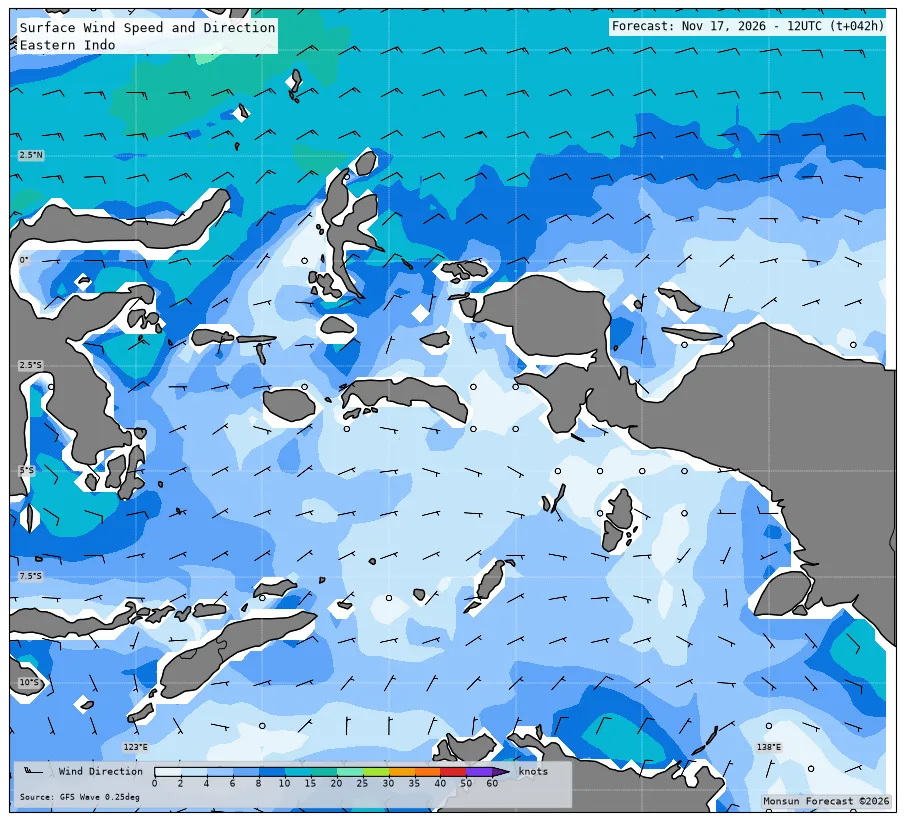 Surface Wind Speed and Direction
Eastern Indo
Forecast: Nov 17, 2026 - 12UTC (t+042h)
2.5°N
0°
2.5°S
5°S
7.5°S
10°S
123°E
138°E
Wind Direction
knots
0 2 4 6 8 10 15 20 25 30 35 40 50 60
Source: GFS Wave 0.25deg
Monsun Forecast ©2026